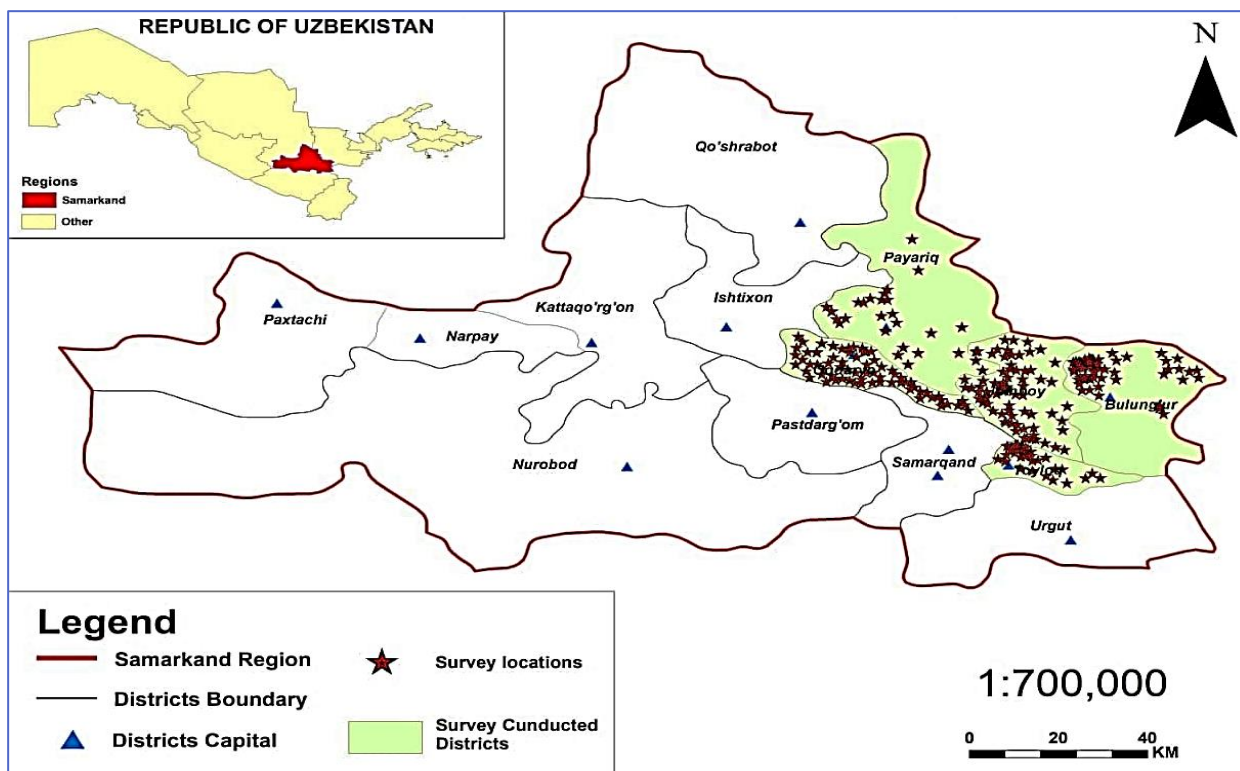 REPUBLIC OF UZBEKISTAN
Regions
Samarkand
Other
N
Qo'shrabot
Payariq
Ishtixon
Kattaqo'rg'on
Paxtachi
Narpay
Bulung'ur
Pastdarg'om
Nurobod
Samarqand
Urgut
Legend
Samarkand Region
Survey locations
Districts Boundary
Districts Capital
Survey Cunducted
Districts
1:700,000
0 20 40
KM